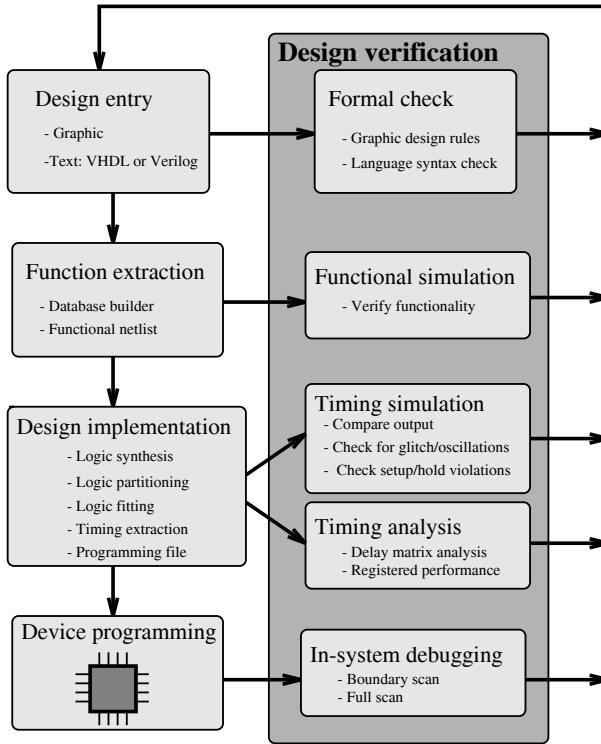 Design verification
Design entry
- Graphic
-Text: VHDL or Verilog
Formal check
- Graphic design rules
- Language syntax check
Function extraction
- Database builder
- Functional netlist
Functional simulation
- Verify functionality
Design implementation
- Logic synthesis
- Logic partitioning
- Logic fitting
- Timing extraction
- Programming file
Timing simulation
- Compare output
- Check for glitch/oscillations
- Check setup/hold violations
Timing analysis
- Delay matrix analysis
- Registered performance
Device programming
In-system debugging
- Boundary scan
- Full scan